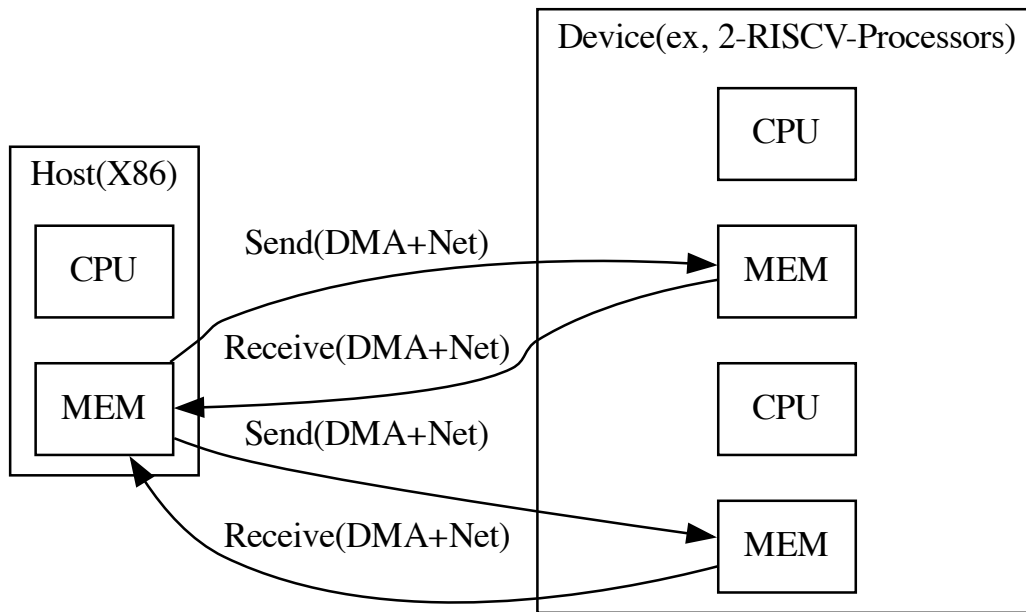 Device(ex, 2-RISCV-Processors)
CPU
Host(X86)
CPU
Send(DMA+Net)
MEM
Receive(DMA+Net)
MEM
CPU
Send(DMA+Net)
Receive(DMA+Net)
MEM